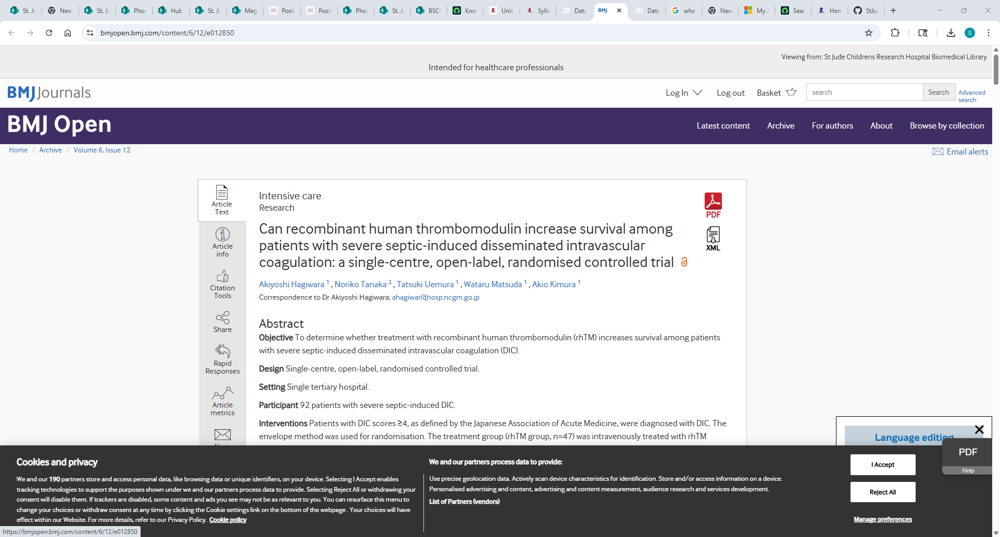 St. Ju
New
St. Ju
Phon
Hub
St. Ju
Meg
Posit
Posit
Phon
St. Ju
BSC
Kno
Unic
Sylla
Data
BMJ
Data
wha
New
My A
Sear
Hom
StJu
bmjopen.bmj.com/content/6/12/e012850
S
Viewing from: St Jude Childrens Research Hospital Biomedical Library
Intended for healthcare professionals
BMJ Journals
Log In
Log out
Basket
search
Search
Advanced
search
BMJ Open
Latest content
Archive
For authors
About
Browse by collection
Home / Archive / Volume 6, Issue 12
Email alerts
Article
Text
Article
info
Citation
Tools
Share
Rapid
Responses
Article
metrics
Intensive care
Research
PDF
XML
Can recombinant human thrombomodulin increase survival among
patients with severe septic-induced disseminated intravascular
coagulation: a single-centre, open-label, randomised controlled trial
Akiyoshi Hagiwara 1, Noriko Tanaka 2, Tatsuki Uemura 1, Wataru Matsuda 1, Akio Kimura 1
Correspondence to Dr Akiyoshi Hagiwara; ahagiwar@hosp.ncgm.go.jp
Abstract
Objective To determine whether treatment with recombinant human thrombomodulin (rhTM) increases survival among patients
with severe septic-induced disseminated intravascular coagulation (DIC).
Design Single-centre, open-label, randomised controlled trial.
Setting Single tertiary hospital.
Participant 92 patients with severe septic-induced DIC.
Interventions Patients with DIC scores ≥4, as defined by the Japanese Association of Acute Medicine, were diagnosed with DIC. The
envelope method was used for randomisation. The treatment group (rhTM group, n=47) was intravenously treated with rhTM
Language editing
PDF
Help
Cookies and privacy
We and our 190 partners store and access personal data, like browsing data or unique identifiers, on your device. Selecting I Accept enables
tracking technologies to support the purposes shown under we and our partners process data to provide. Selecting Reject All or withdrawing your
consent will disable them. If trackers are disabled, some content and ads you see may not be as relevant to you. You can resurface this menu to
change your choices or withdraw consent at any time by clicking the Cookie settings link on the bottom of the webpage . Your choices will have
effect within our Website. For more details, refer to our Privacy Policy. Cookie policy
We and our partners process data to provide:
Use precise geolocation data. Actively scan device characteristics for identification. Store and/or access information on a device.
Personalised advertising and content, advertising and content measurement, audience research and services development.
List of Partners (vendors)
I Accept
Reject All
Manage preferences
https://bmjopen.bmj.com/content/6/12/e012850